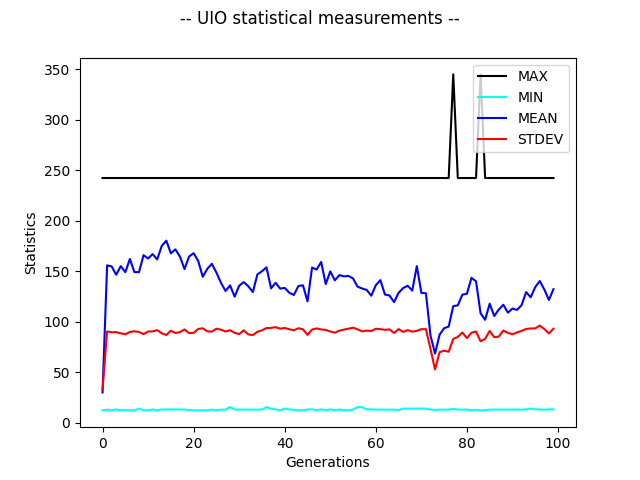 -- UIO statistical measurements --
350
300
250
200
150
100
50
0
Statistics
MAX
MIN
MEAN
STDEV
0 20 40 60 80 100
Generations